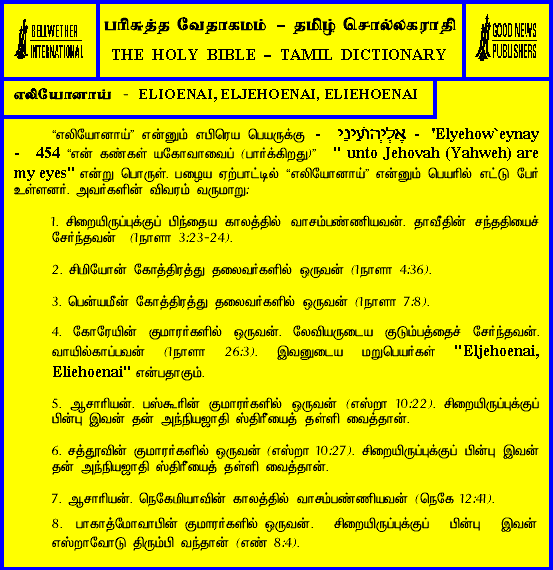 BELLWETHER
INTERNATIONAL
பரிசுத்த வேதாகமம் – தமிழ் சொல்லகராதி
THE HOLY BIBLE – TAMIL DICTIONARY
GOOD NEWS
PUBLISHERS
எலியோனாய் - ELIOENAI, ELJEHOENAI, ELIEHOENAI
“எலியோனாய்” என்னும் எபிரெய பெயருக்கு - אֶלְיְהוֹעֵינַי - 'Elyehow`eynay
- 454 “என் கண்கள் யகோவாவைப் (பார்க்கிறது)” " unto Jehovah (Yahweh) are
my eyes" என்று பொருள். பழைய ஏற்பாட்டில் “எலியோனாய்” என்னும் பெயரில் எட்டு பேர்
உள்ளனர். அவர்களின் விவரம் வருமாறு:
1. சிறையிருப்புக்குப் பிந்தைய காலத்தில் வாசம்பண்ணியவன். தாவீதின் சந்ததியைச்
சேர்ந்தவன் (1நாளா 3:23-24).
2. சிமியோன் கோத்திரத்து தலைவர்களில் ஒருவன் (1நாளா 4:36).
3. பென்யமீன் கோத்திரத்து தலைவர்களில் ஒருவன் (1நாளா 7:8).
4. கோரேயின் குமாரர்களில் ஒருவன். லேவியருடைய குடும்பத்தைச் சேர்ந்தவன்.
வாயில்காப்பவன் (1நாளா 26:3). இவனுடைய மறுபெயர்கள் "Eljehoenai,
Eliehoenai" என்பதாகும்.
5. ஆசாரியன். பஸ்கூரின் குமாரர்களில் ஒருவன் (எஸ்றா 10:22). சிறையிருப்புக்குப்
பின்பு இவன் தன் அந்நியஜாதி ஸ்திரீயைத் தள்ளி வைத்தான்.
6. சத்தூவின் குமாரர்களில் ஒருவன் (எஸ்றா 10:27). சிறையிருப்புக்குப் பின்பு இவன்
தன் அந்நியஜாதி ஸ்திரீயைத் தள்ளி வைத்தான்.
7. ஆசாரியன். நெகேமியாவின் காலத்தில் வாசம்பண்ணியவன் (நெகே 12:41).
8. பாகாத்மோவாபின் குமாரர்களில் ஒருவன். சிறையிருப்புக்குப் பின்பு இவன்
எஸ்றாவோடு திரும்பி வந்தான் (எண் 8:4).